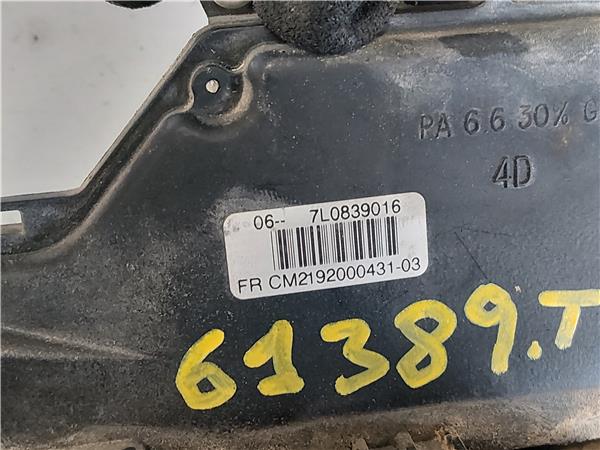 PA 6.6 30% G
4D
06-- 7L0839016
FR CM2192000431-03
61389.T